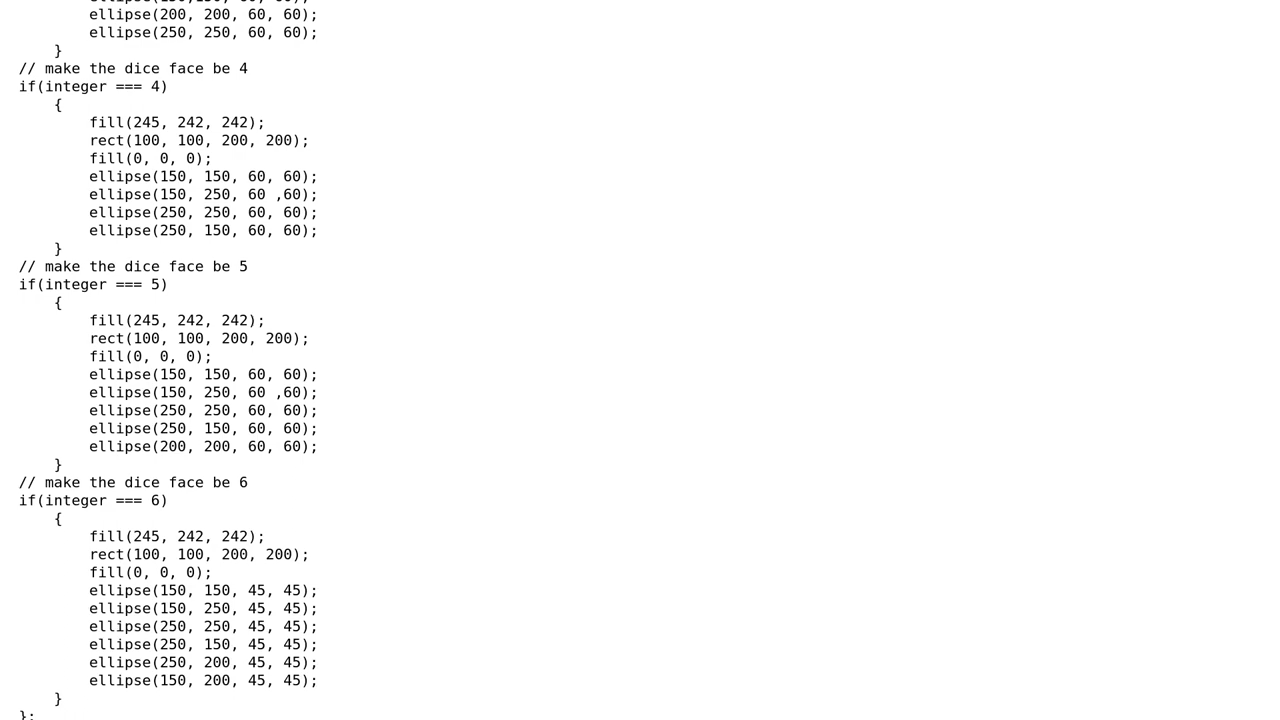 ellipse(150,150, 60, 60);
ellipse(200, 200, 60, 60);
ellipse(250, 250, 60, 60);
}
// make the dice face be 4
if(integer === 4)
{
fill(245, 242, 242);
rect(100, 100, 200, 200);
fill(0, 0, 0);
ellipse(150, 150, 60, 60);
ellipse(150, 250, 60 ,60);
ellipse(250, 250, 60, 60);
ellipse(250, 150, 60, 60);
}
// make the dice face be 5
if(integer === 5)
{
fill(245, 242, 242);
rect(100, 100, 200, 200);
fill(0, 0, 0);
ellipse(150, 150, 60, 60);
ellipse(150, 250, 60 ,60);
ellipse(250, 250, 60, 60);
ellipse(250, 150, 60, 60);
ellipse(200, 200, 60, 60);
}
// make the dice face be 6
if(integer === 6)
{
fill(245, 242, 242);
rect(100, 100, 200, 200);
fill(0, 0, 0);
ellipse(150, 150, 45, 45);
ellipse(150, 250, 45, 45);
ellipse(250, 250, 45, 45);
ellipse(250, 150, 45, 45);
ellipse(250, 200, 45, 45);
ellipse(150, 200, 45, 45);
}
};